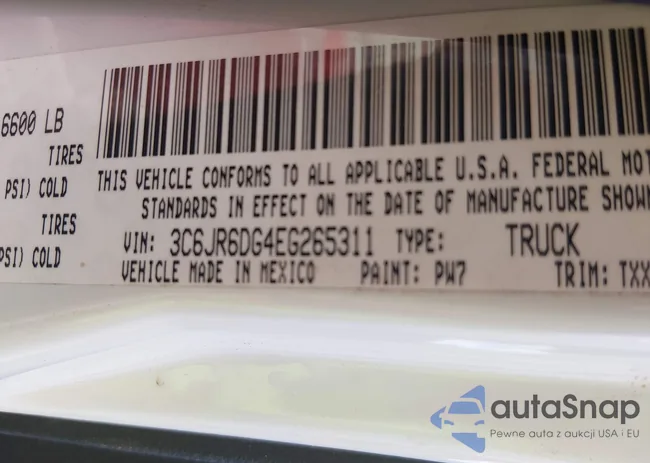 6600 LB
TIRES
PSI) COLD
TIRES
PSI) COLD
THIS VEHICLE CONFORMS TO ALL APPLICABLE U.S.A. FEDERAL MOT
STANDARDS IN EFFECT ON THE DATE OF MANUFACTURE SHOWN
VIN: 3C6JR6DG4EG265311 TYPE: TRUCK
VEHICLE MADE IN MEXICO PAINT: PW7 TRIM: TXX
autaSnap
Pewne auta z aukcji USA i EU